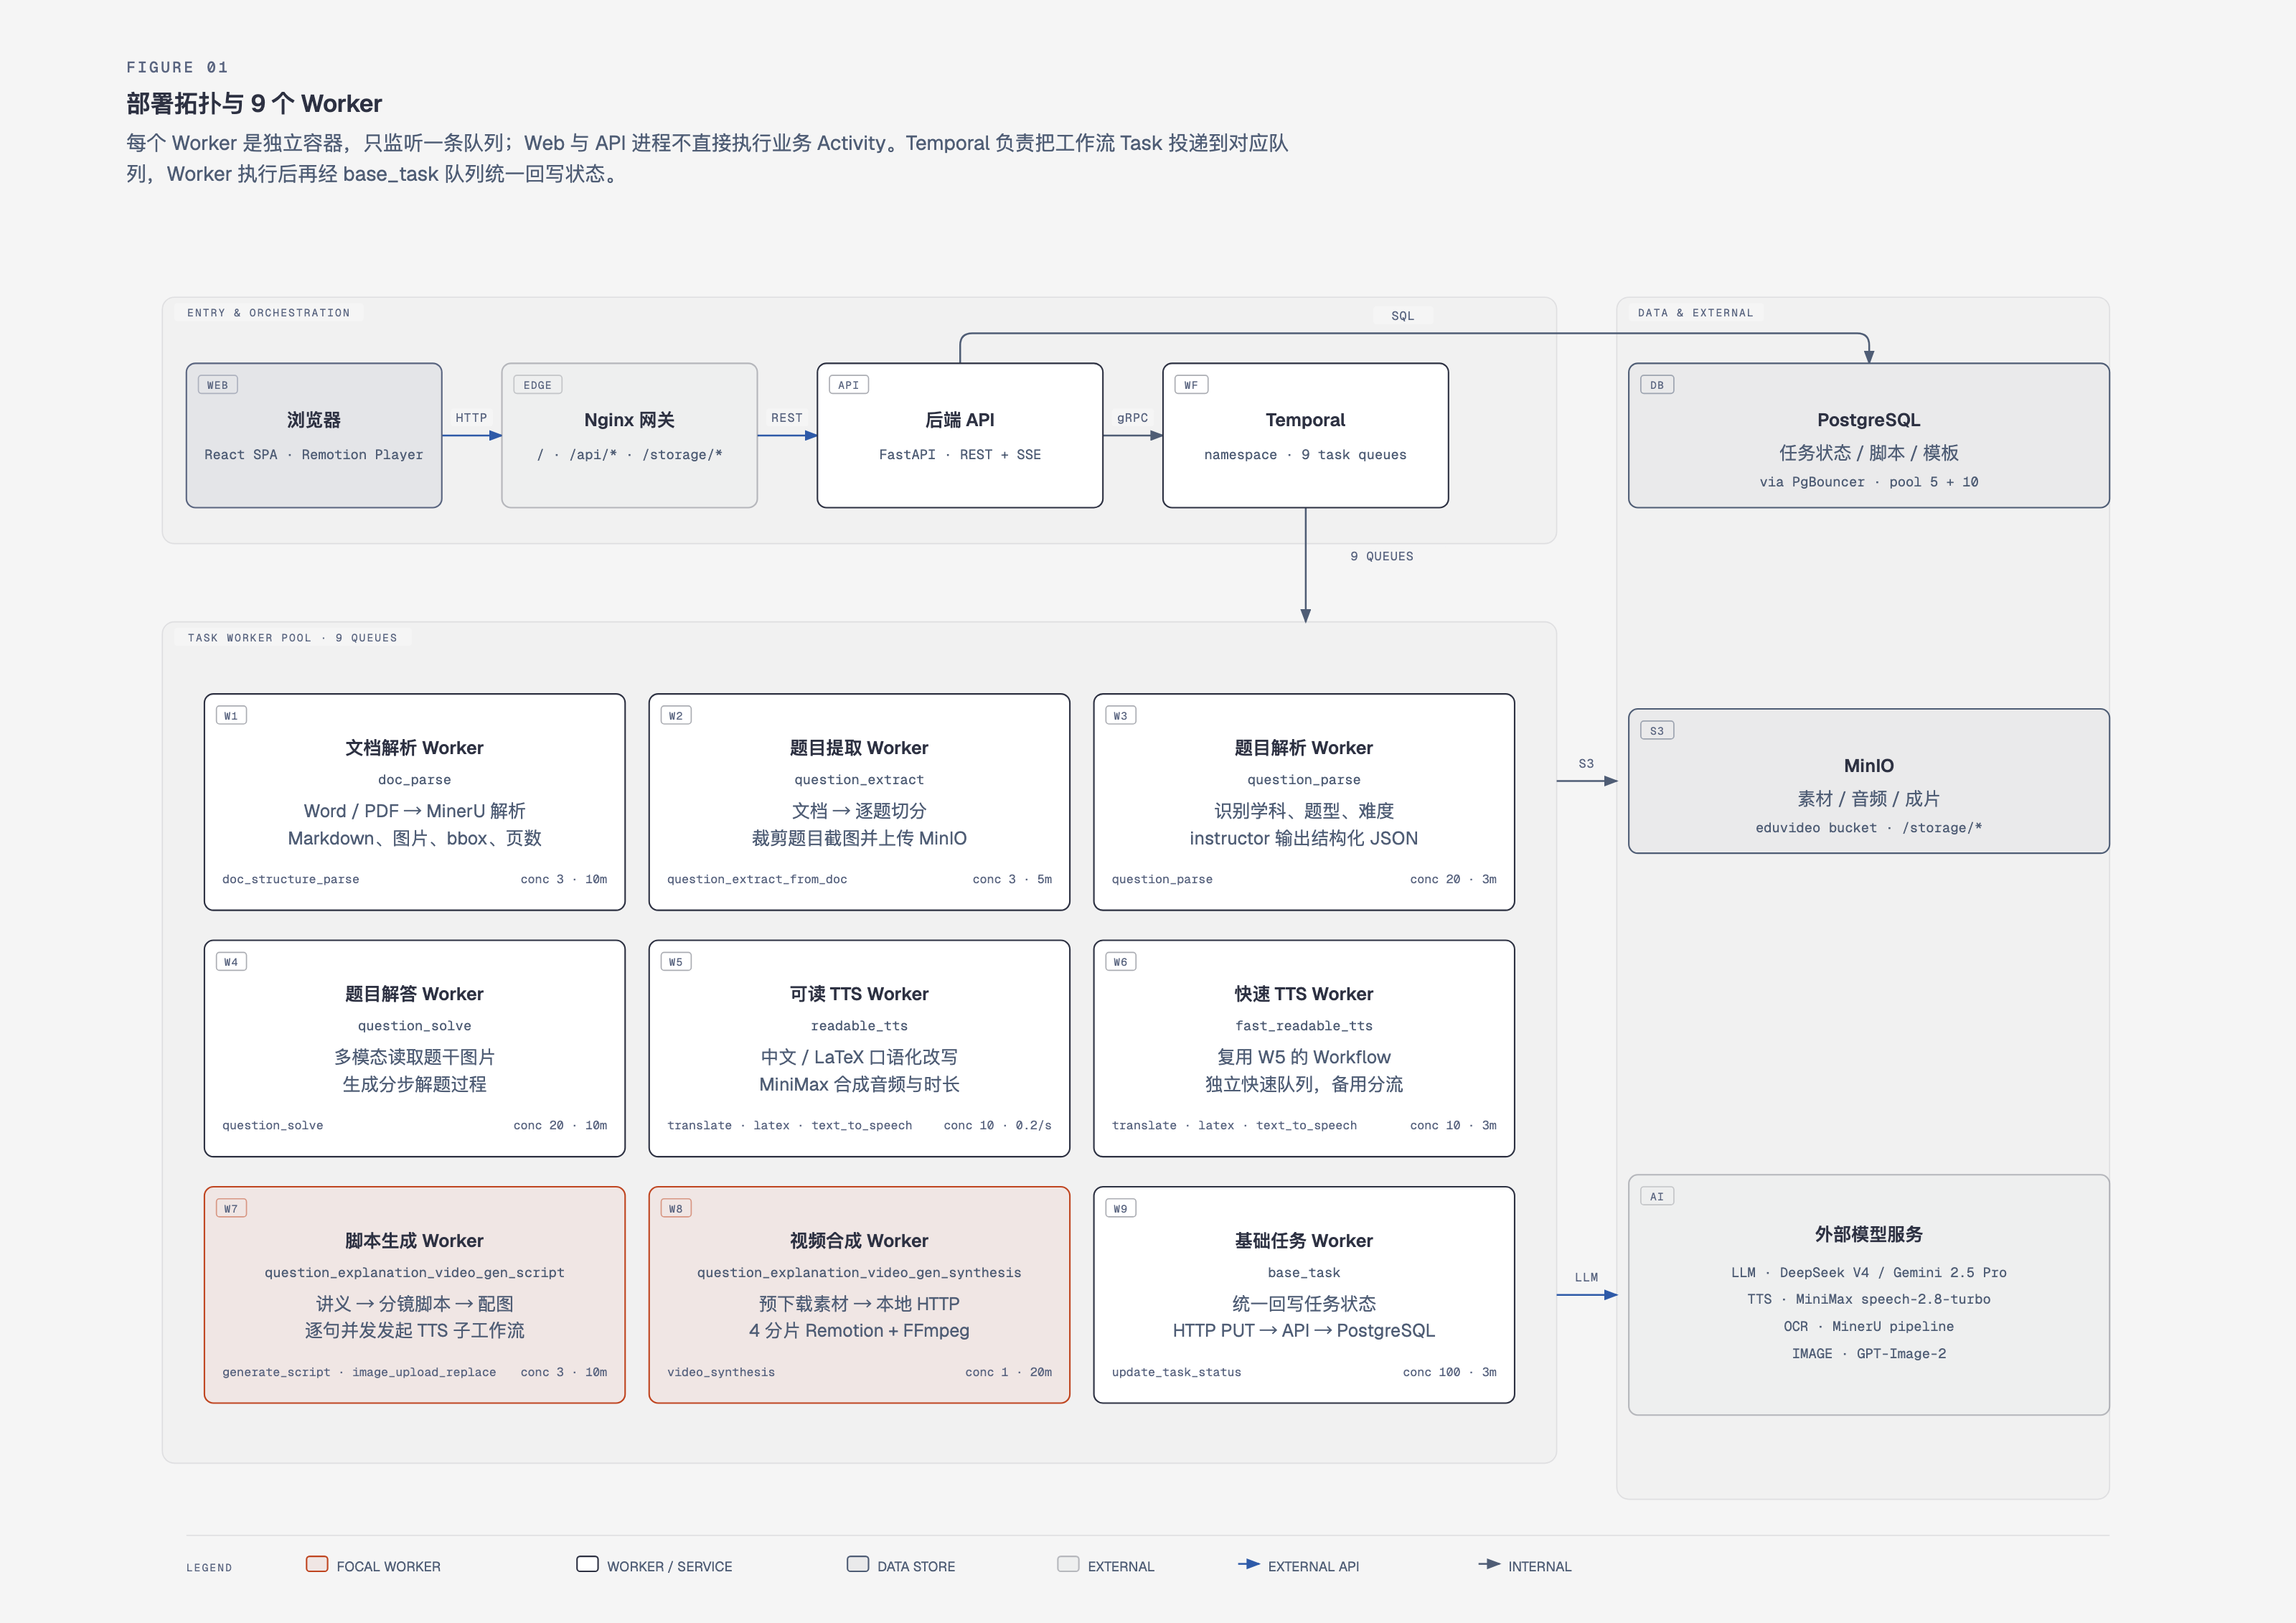 FIGURE 01
部署拓扑与 9 个 Worker
每个 Worker 是独立容器，只监听一条队列；Web 与 API 进程不直接执行业务 Activity。Temporal 负责把工作流 Task 投递到对应队
列，Worker 执行后再经 base_task 队列统一回写状态。
ENTRY & ORCHESTRATION
SQL
DATA & EXTERNAL
WEB
浏览器
React SPA · Remotion Player
HTTP
EDGE
Nginx 网关
/ · /api/* · /storage/*
REST
API
后端 API
FastAPI · REST + SSE
gRPC
WF
Temporal
namespace · 9 task queues
DB
PostgreSQL
任务状态 / 脚本 / 模板
via PgBouncer · pool 5 + 10
9 QUEUES
TASK WORKER POOL · 9 QUEUES
W1
文档解析 Worker
doc_parse
Word / PDF → MinerU 解析
Markdown、图片、bbox、页数
doc_structure_parse
conc 3 · 10m
W2
题目提取 Worker
question_extract
文档 → 逐题切分
裁剪题目截图并上传 MinIO
question_extract_from_doc
conc 3 · 5m
W3
题目解析 Worker
question_parse
识别学科、题型、难度
instructor 输出结构化 JSON
question_parse
conc 20 · 3m
S3
S3
MinIO
素材 / 音频 / 成片
eduvideo bucket · /storage/*
W4
题目解答 Worker
question_solve
多模态读取题干图片
生成分步解题过程
question_solve
conc 20 · 10m
W5
可读 TTS Worker
readable_tts
中文 / LaTeX 口语化改写
MiniMax 合成音频与时长
translate · latex · text_to_speech
conc 10 · 0.2/s
W6
快速 TTS Worker
fast_readable_tts
复用 W5 的 Workflow
独立快速队列，备用分流
translate · latex · text_to_speech
conc 10 · 3m
W7
脚本生成 Worker
question_explanation_video_gen_script
讲义 → 分镜脚本 → 配图
逐句并发发起 TTS 子工作流
generate_script · image_upload_replace
conc 3 · 10m
W8
视频合成 Worker
question_explanation_video_gen_synthesis
预下载素材 → 本地 HTTP
4 分片 Remotion + FFmpeg
video_synthesis
conc 1 · 20m
W9
基础任务 Worker
base_task
统一回写任务状态
HTTP PUT → API → PostgreSQL
update_task_status
conc 100 · 3m
LLM
AI
外部模型服务
LLM · DeepSeek V4 / Gemini 2.5 Pro
TTS · MiniMax speech-2.8-turbo
OCR · MinerU pipeline
IMAGE · GPT-Image-2
LEGEND
FOCAL WORKER
WORKER / SERVICE
DATA STORE
EXTERNAL
EXTERNAL API
INTERNAL